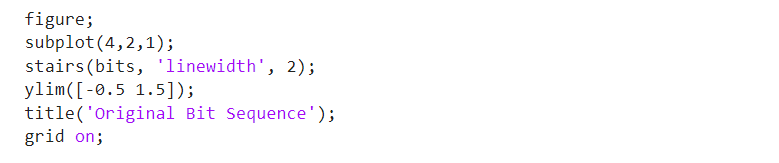 figure;
subplot(4,2,1);
stairs(bits, 'linewidth', 2);
ylim([-0.5 1.5]);
title('Original Bit Sequence');
grid on;